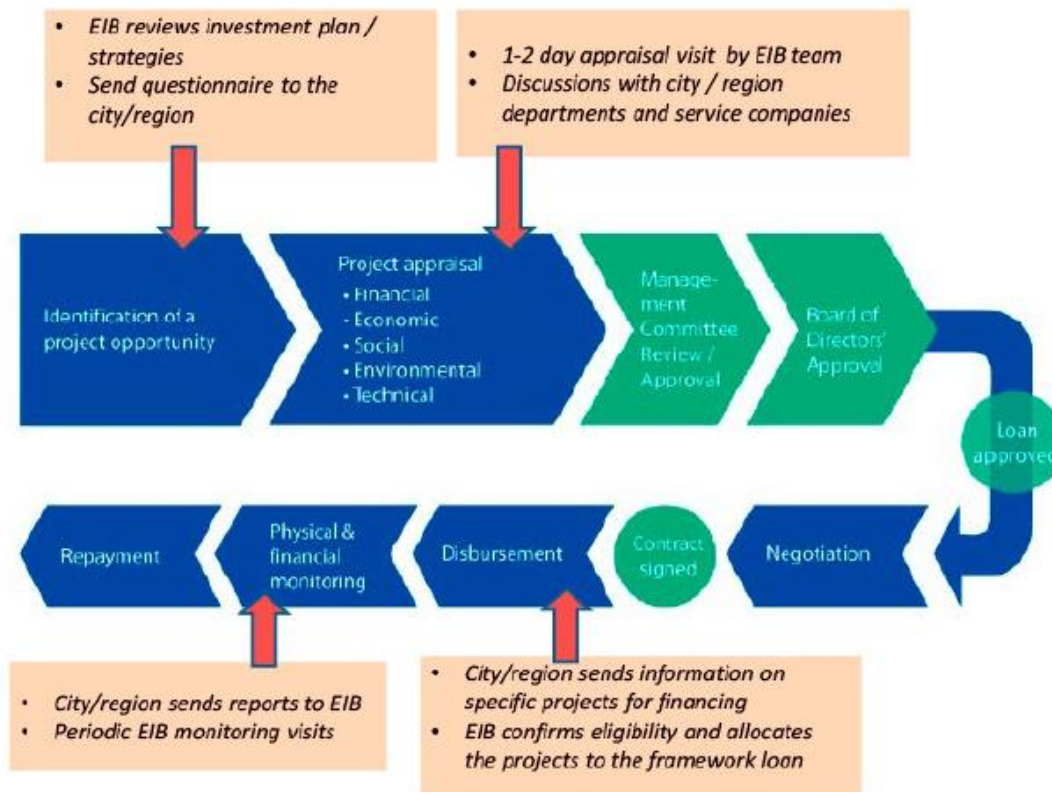 • EIB reviews investment plan /
strategies
• Send questionnaire to the
city/region
• 1-2 day appraisal visit by EIB team
• Discussions with city / region
departments and service companies
Identification of a
project opportunity
Project appraisal
• Financial
- Economic
• Social
• Environmental
• Technical
Manage-
ment
Committee
Review /
Approval
Board of
Directors'
Approval
Loan
approved
Negotiation
Contract
signed
Disbursement
Physical &
financial
monitoring
Repayment
• City/region sends reports to EIB
• Periodic EIB monitoring visits
• City/region sends information on
specific projects for financing
• EIB confirms eligibility and allocates
the projects to the framework loan